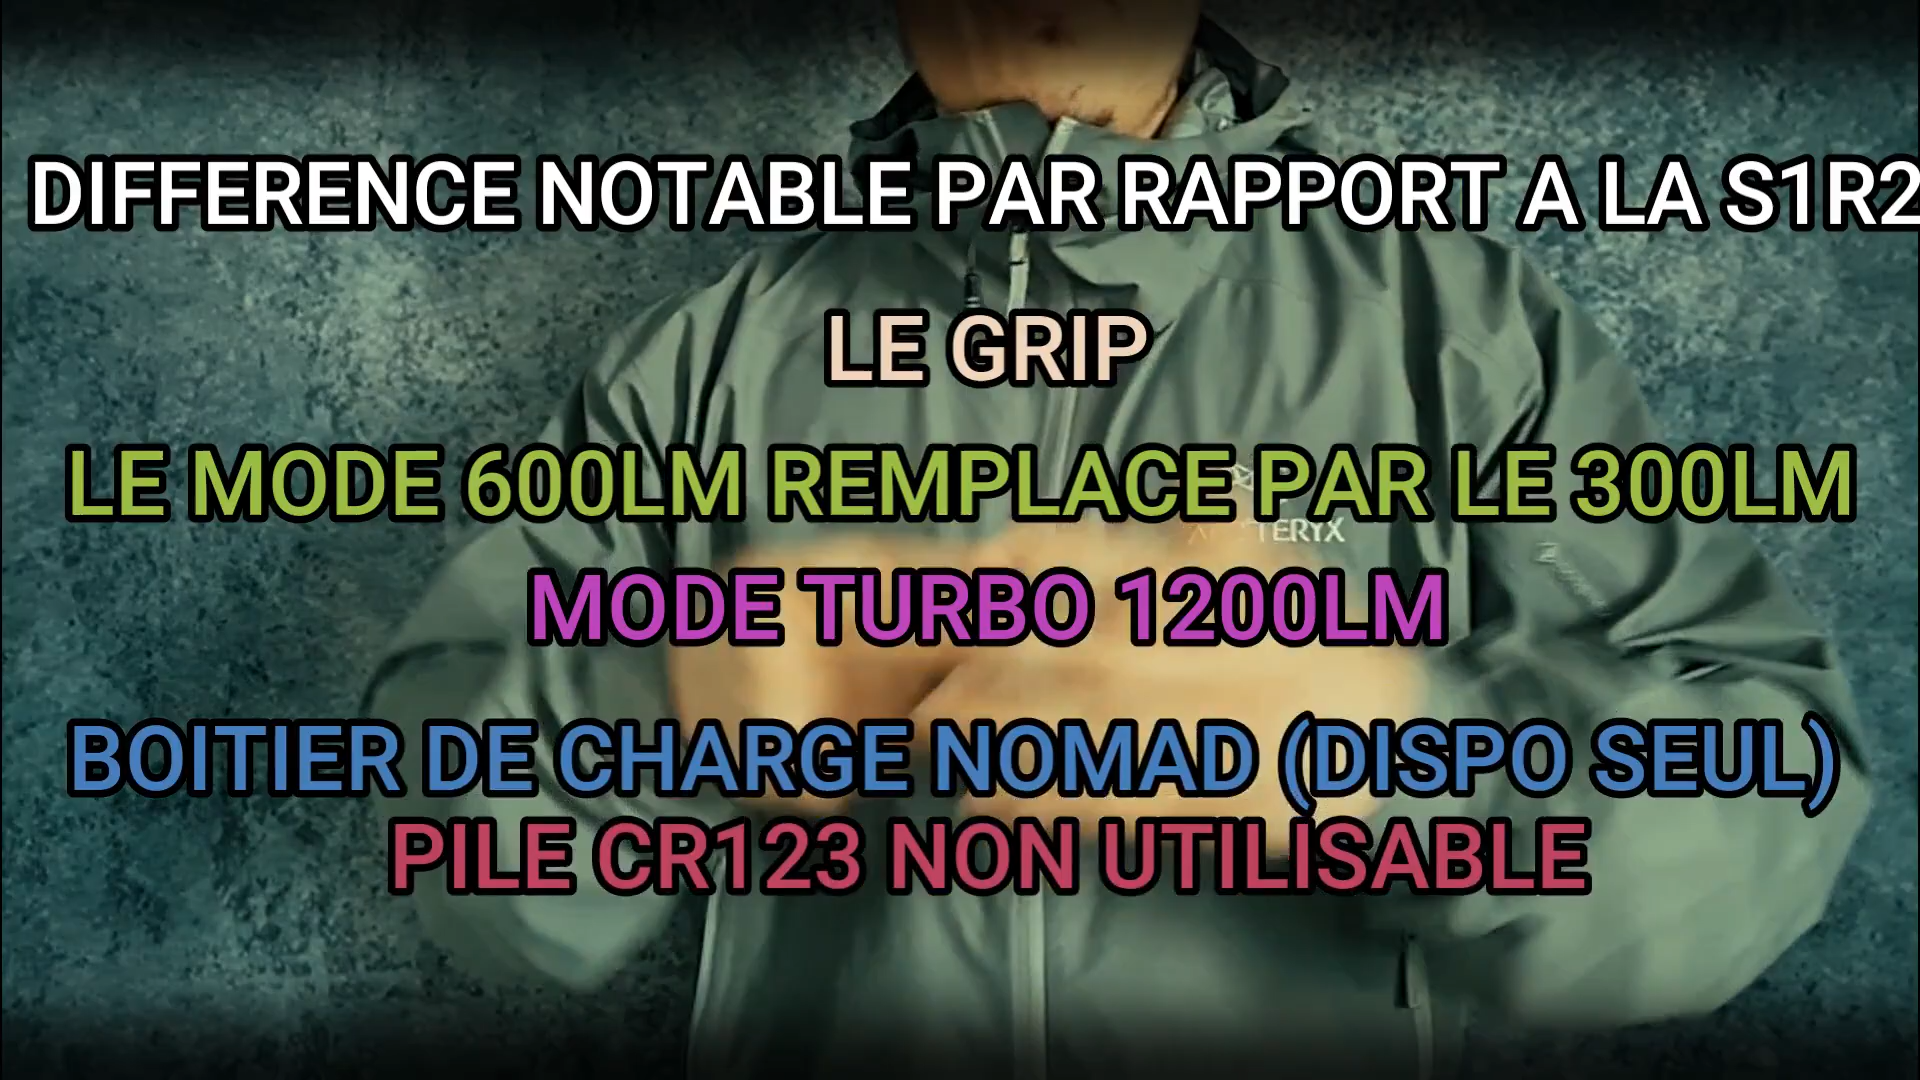 DIFFERENCE NOTABLE PAR RAPPORT A LA S1R2
LE GRIP
LE MODE 600LM REMPLACE PAR LE 300LM
TERYX
MODE TURBO 1200LM
BOITIER DE CHARGE NOMAD (DISPO SEUL)
PILE CR123 NON UTILISABLE